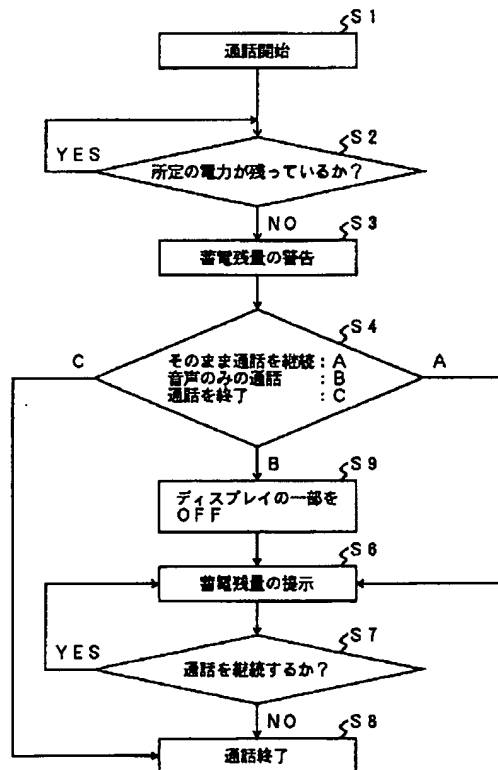 S1
通話開始
S2
YES
所定の電力が残っているか？
NO
S3
蓄電残量の警告
S4
C
A
そのまま通話を継続：A
音声のみの通話　　：B
通話を終了　　　　：C
B
S9
ディスプレイの一部を
OFF
S6
蓄電残量の提示
S7
YES
通話を継続するか？
NO
S8
通話終了